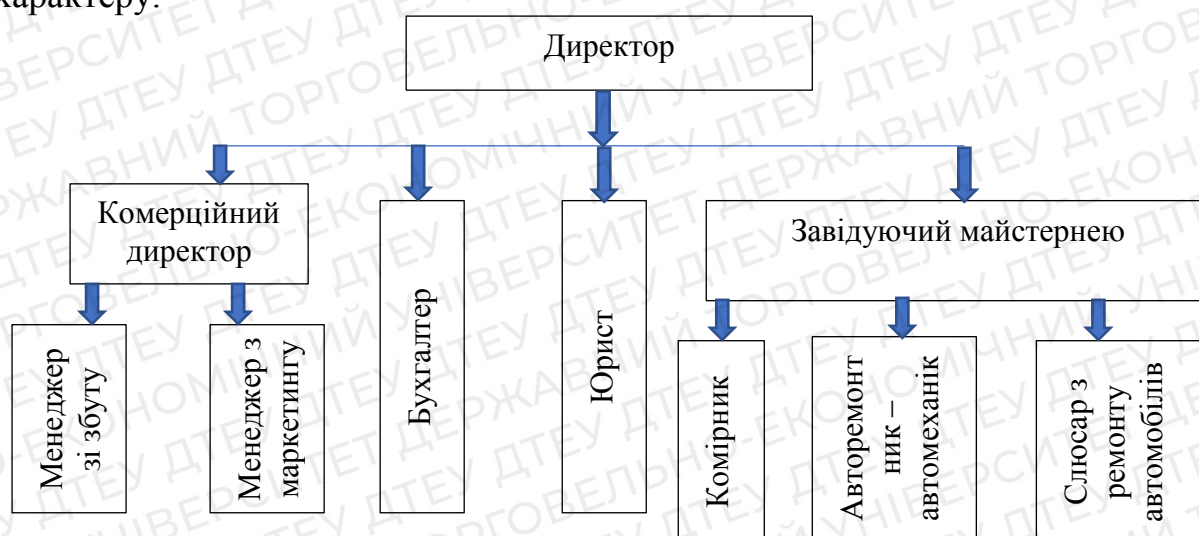 характеру.
Директор
Комерційний
директор
Бухгалтер
Юрист
Завідуючий майстернею
Менеджер
зі збуту
Менеджер з
маркетингу
Комірник
Авторемонт
ник –
автомеханік
Слюсар з
ремонту
автомобілів